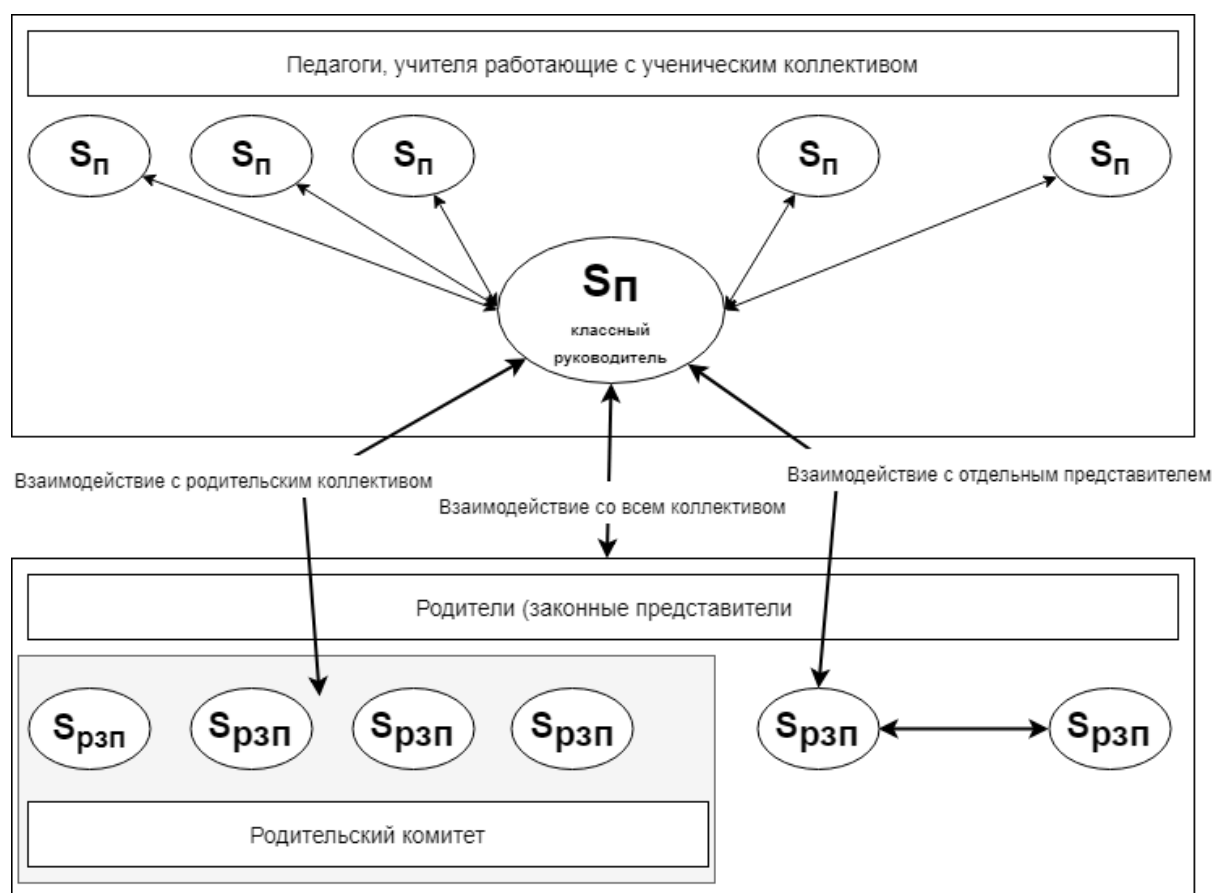 Педагоги, учителя работающие с ученическим коллективом
Sп Sп Sп Sп Sп
Sп
классный
руководитель
Взаимодействие с родительским коллективом
Взаимодействие со всем коллективом
Взаимодействие с отдельным представителем
Родители (законные представители
Sрзп Sрзп Sрзп Sрзп Sрзп Sрзп
Родительский комитет